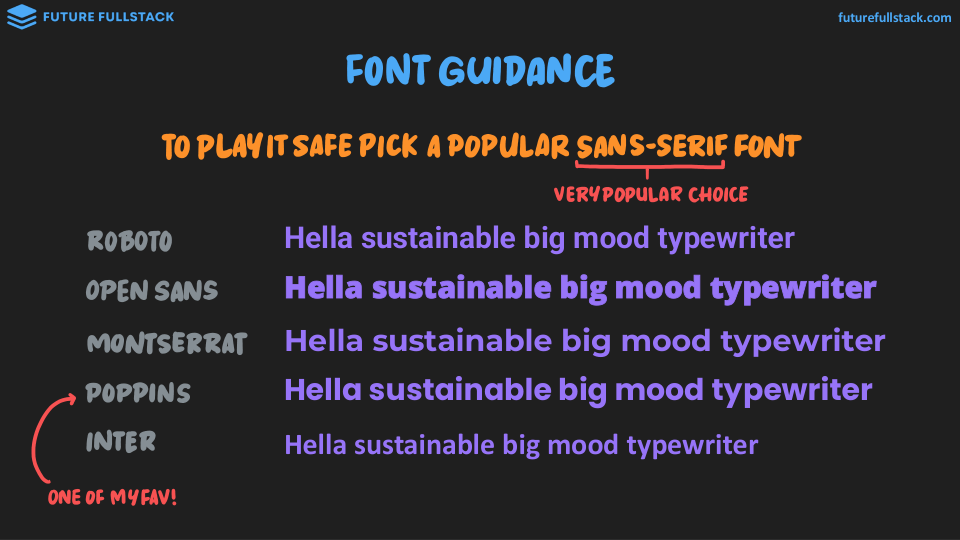 FUTURE FULLSTACK
futurefullstack.com
FONT GUIDANCE
TO PLAY IT SAFE PICK A POPULAR SANS-SERIF FONT
VERY POPULAR CHOICE
ROBOTO Hella sustainable big mood typewriter
OPEN SANS Hella sustainable big mood typewriter
MONTSERRAT Hella sustainable big mood typewriter
POPPINS Hella sustainable big mood typewriter
INTER Hella sustainable big mood typewriter
ONE OF MY FAV!